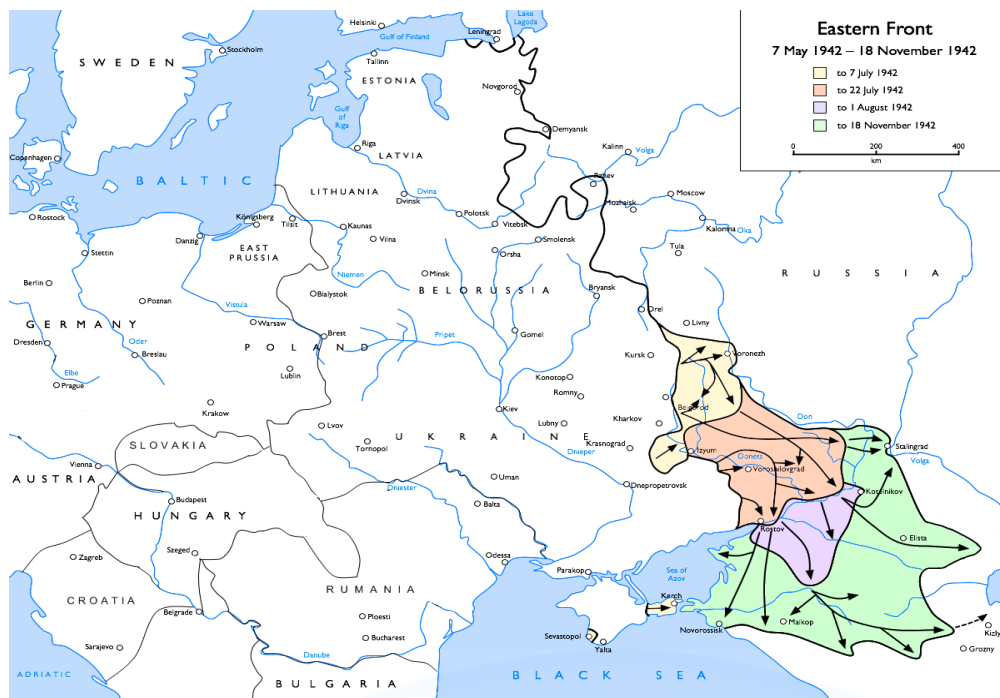 Eastern Front
7 May 1942 – 18 November 1942
to 7 July 1942
to 22 July 1942
to 1 August 1942
to 18 November 1942
0
200
400
km
Helsinki
Lake
Lagoda
Leningrad
Gulf of Finland
Stockholm
Tallinn
SWEDEN
ESTONIA
Novgorod
Gulf
of
Riga
Demyansk
Riga
Kalinn
Volga
Copenhagen
LATVIA
BALTIC
Rzhev
LITHUANIA
Dvina
Dvinsk
Moscow
Mozhaisk
Rostock
Königsberg
Tilsit
Polotsk
Vitebsk
Kalomna
Oka
Kaunas
Danzig
Vilna
Smolensk
Tula
EAST
PRUSSIA
Orsha
Stettin
Niemen
Minsk
RUSSIA
Berlin
Bialystok
BELORUSSIA
Bryansk
Poznan
Vistula
Orel
GERMANY
Warsaw
Livny
Dresden
Oder
Brest
Pripet
Gomel
POLAND
Breslau
Kursk
Voronezh
Elbe
Lublin
Konotop
Prague
Romny
Krakow
Kiev
Belgorod
Don
Lvov
Lubny
Kharkov
SLOVAKIA
Tornopol
UKRAINE
Krasnograd
Dnieper
Izyum
Donets
Stalingrad
Volga
Vienna
Vorosailovgrad
AUSTRIA
Uman
Dnepropetrovsk
Dniester
Kotelnikov
Budapest
Balta
HUNGARY
Rostov
Elista
Szeged
Odessa
Zagreb
Parakop
Sea of
Azov
RUMANIA
CROATIA
Kerch
Belgrade
Ploesti
Maikop
Kizly
Bucharest
Sevastopol
Novorossisk
Sarajevo
Yalta
Grozny
Danube
ADRIATIC
BLACK SEA
BULGARIA